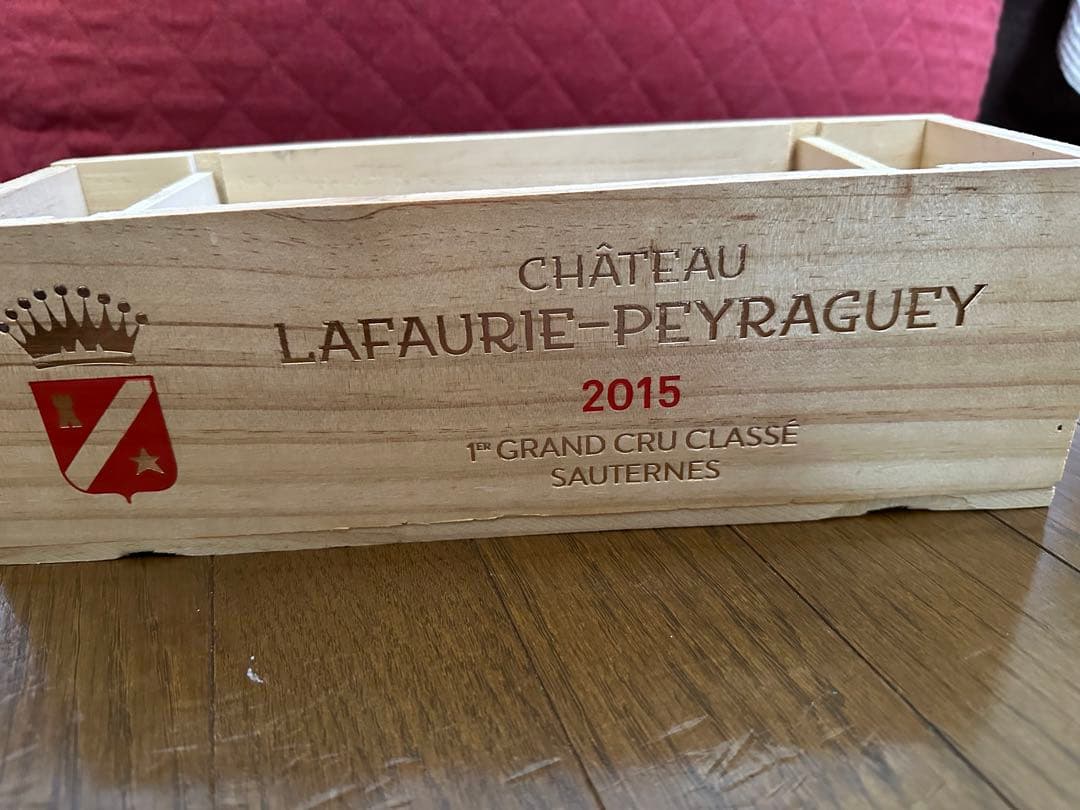 CHÂTEAU
LAFAURIE-PEYRAGUEY
2015
1ER GRAND CRU CLASSÉ
SAUTERNES